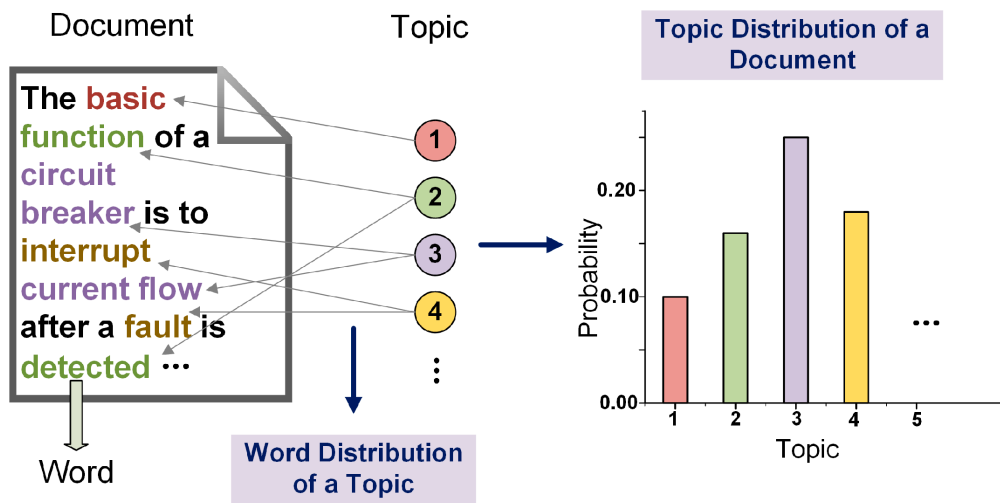 Document
The basic
function of a
circuit
breaker is to
interrupt
current flow
after a fault is
detected ...
Word
Topic
1
2
3
4
Word Distribution
of a Topic
Topic Distribution of a
Document
Probability
0.20
0.10
0.00
...
1 2 3 4 5
Topic